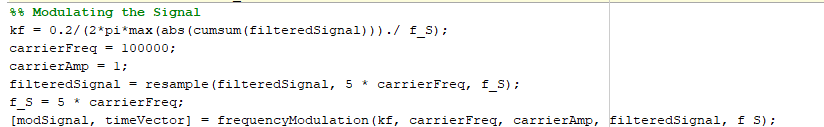 %% Modulating the Signal
kf = 0.2/(2*pi*max(abs(cumsum(filteredSignal)))./ f_S);
carrierFreq = 100000;
carrierAmp = 1;
filteredSignal = resample(filteredSignal, 5 * carrierFreq, f_S);
f_S = 5 * carrierFreq;
[modSignal, timeVector] = frequencyModulation(kf, carrierFreq, carrierAmp, filteredSignal, f_S);